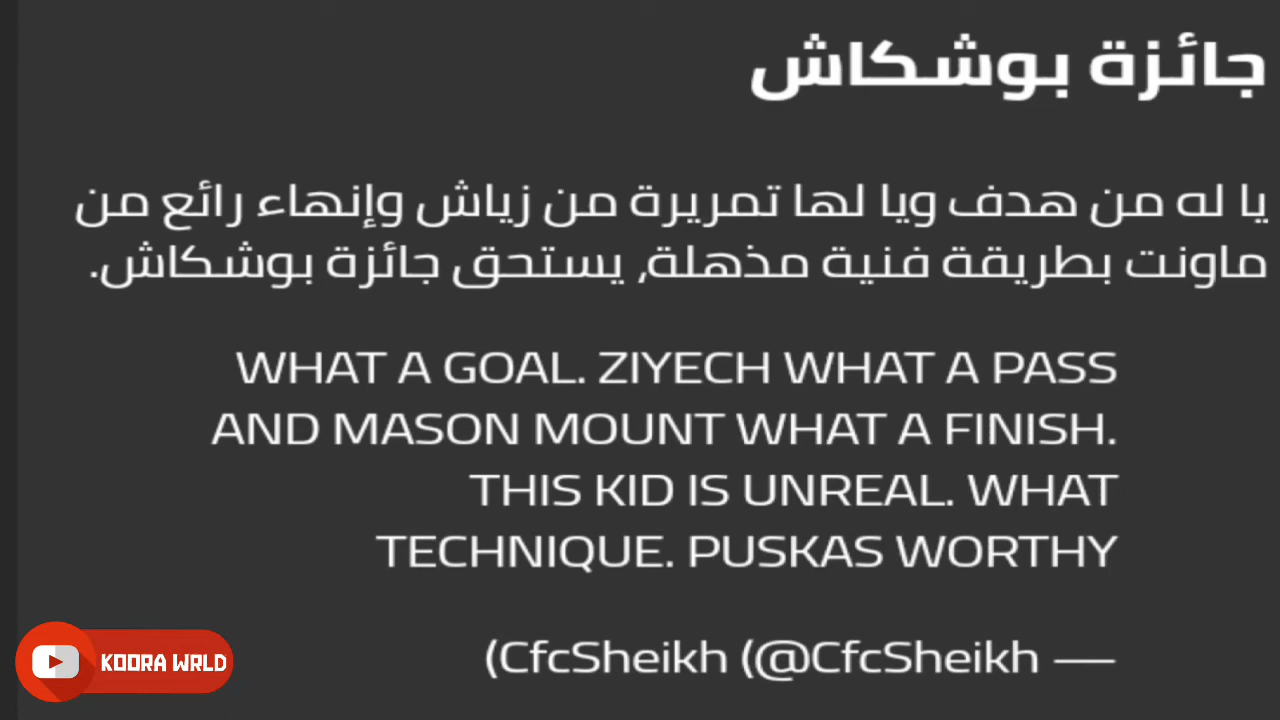 جائزة بوشكاش
يا له من هدف ويا لها تمريرة من زياش وإنهاء رائع من
ماونت بطريقة فنية مذهلة، يستحق جائزة بوشكاش.
WHAT A GOAL. ZIYECH WHAT A PASS
AND MASON MOUNT WHAT A FINISH.
THIS KID IS UNREAL. WHAT
TECHNIQUE. PUSKAS WORTHY
(CfcSheikh (@CfcSheikh —
KOORA WRLD